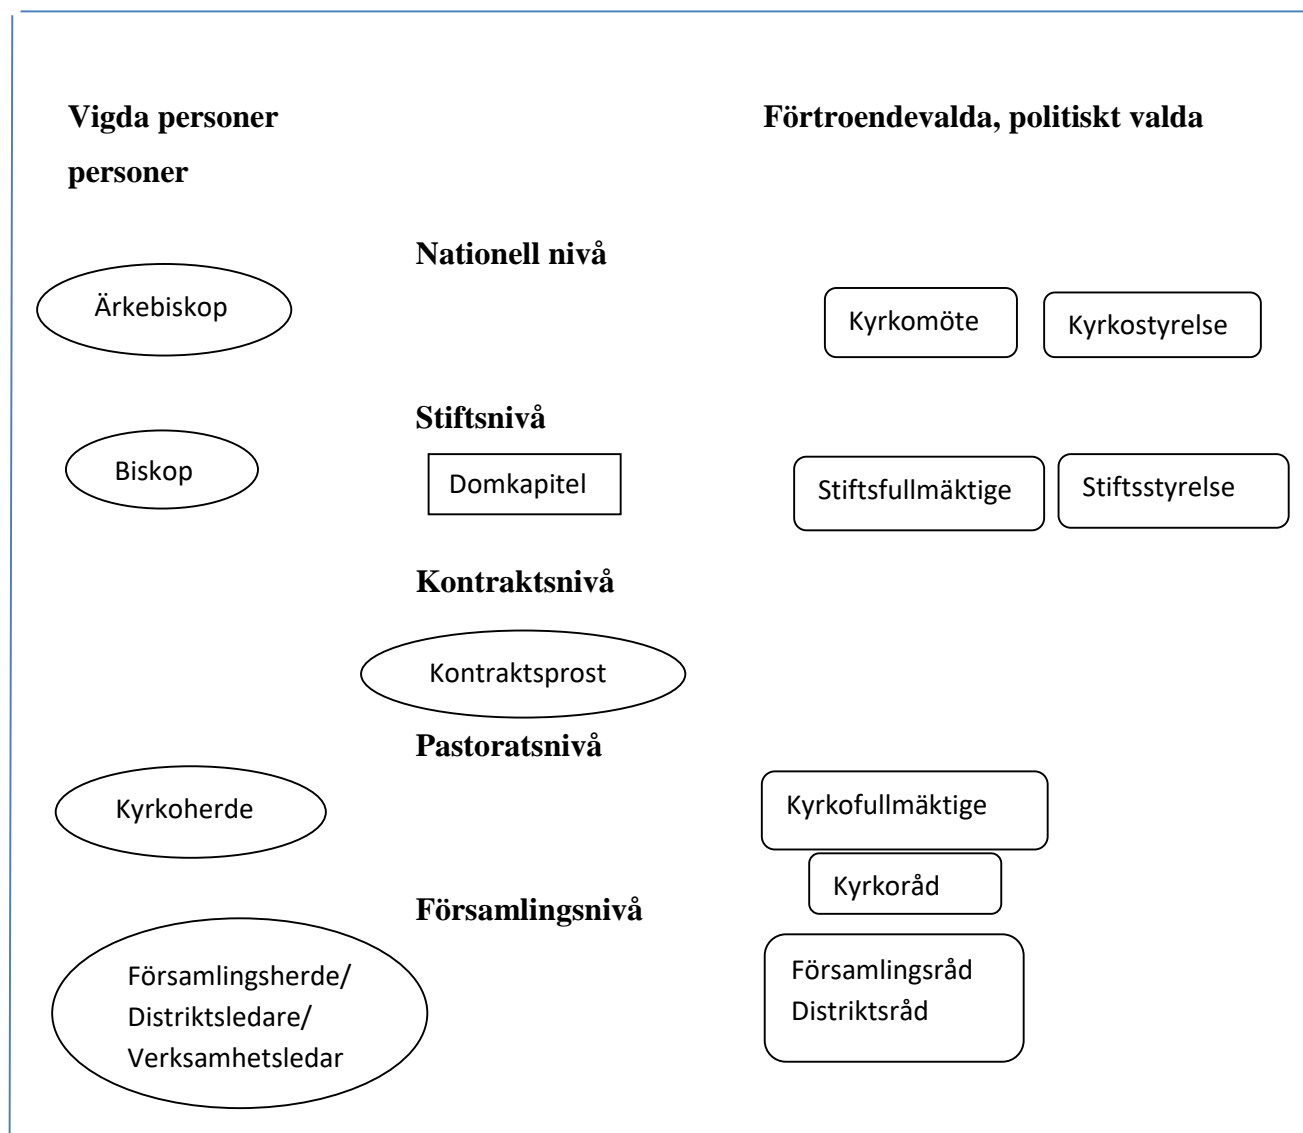 Vigda personer
Förtroendevalda, politiskt valda
personer
Nationell nivå
Ärkebiskop
Kyrkomöte
Kyrkostyrelse
Stiftsnivå
Biskop
Domkapitel
Stiftsfullmäktige
Stiftsstyrelse
Kontraktsnivå
Kontraktsprost
Pastoratsnivå
Kyrkoherde
Kyrkofullmäktige
Kyrkoråd
Församlingsnivå
Församlingsherde/
Distriktsledare/
Verksamhetsledar
Församlingsråd
Distriktsråd